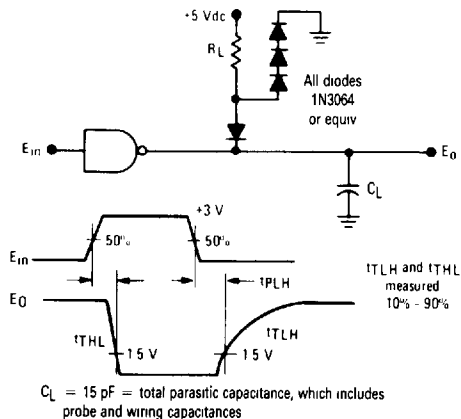 +5 Vdc
RL
All diodes
1N3064
or equiv
Ein
Eo
CL
+3 V
50%
50%
Ein
tPLH
tTLH and tTHL
measured
10% - 90%
EO
tTHL
tTLH
1 5 V
1 5 V
CL = 15 pF = total parasitic capacitance, which includes
probe and wiring capacitances